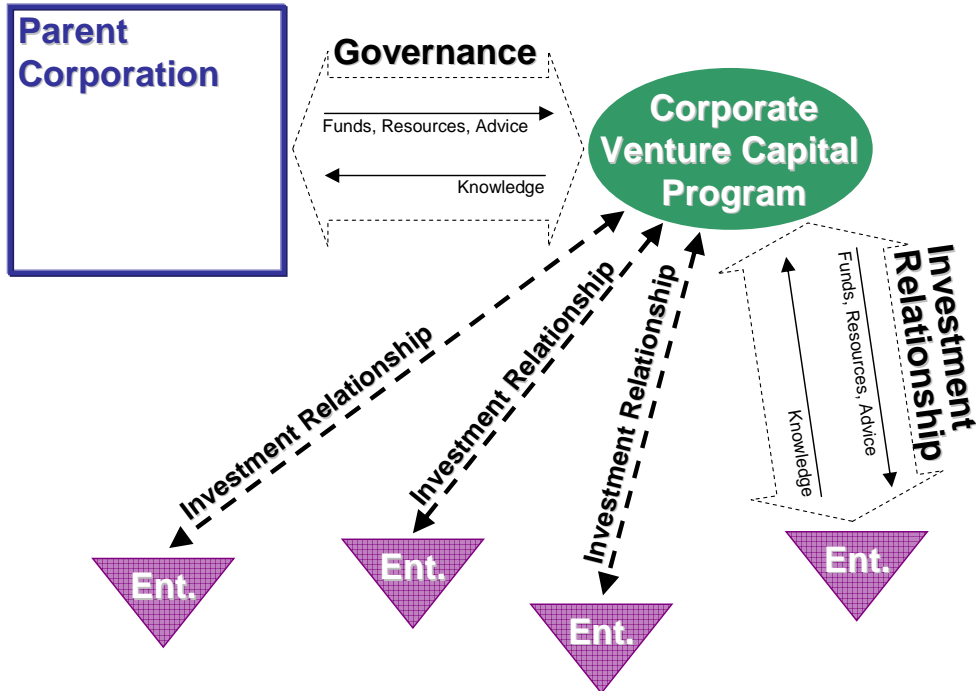 Parent
Corporation
Governance
Funds, Resources, Advice
Knowledge
Corporate
Venture Capital
Program
Investment Relationship
Investment Relationship
Investment Relationship
Investment
Relationship
Funds, Resources, Advice
Knowledge
Ent.
Ent.
Ent.
Ent.